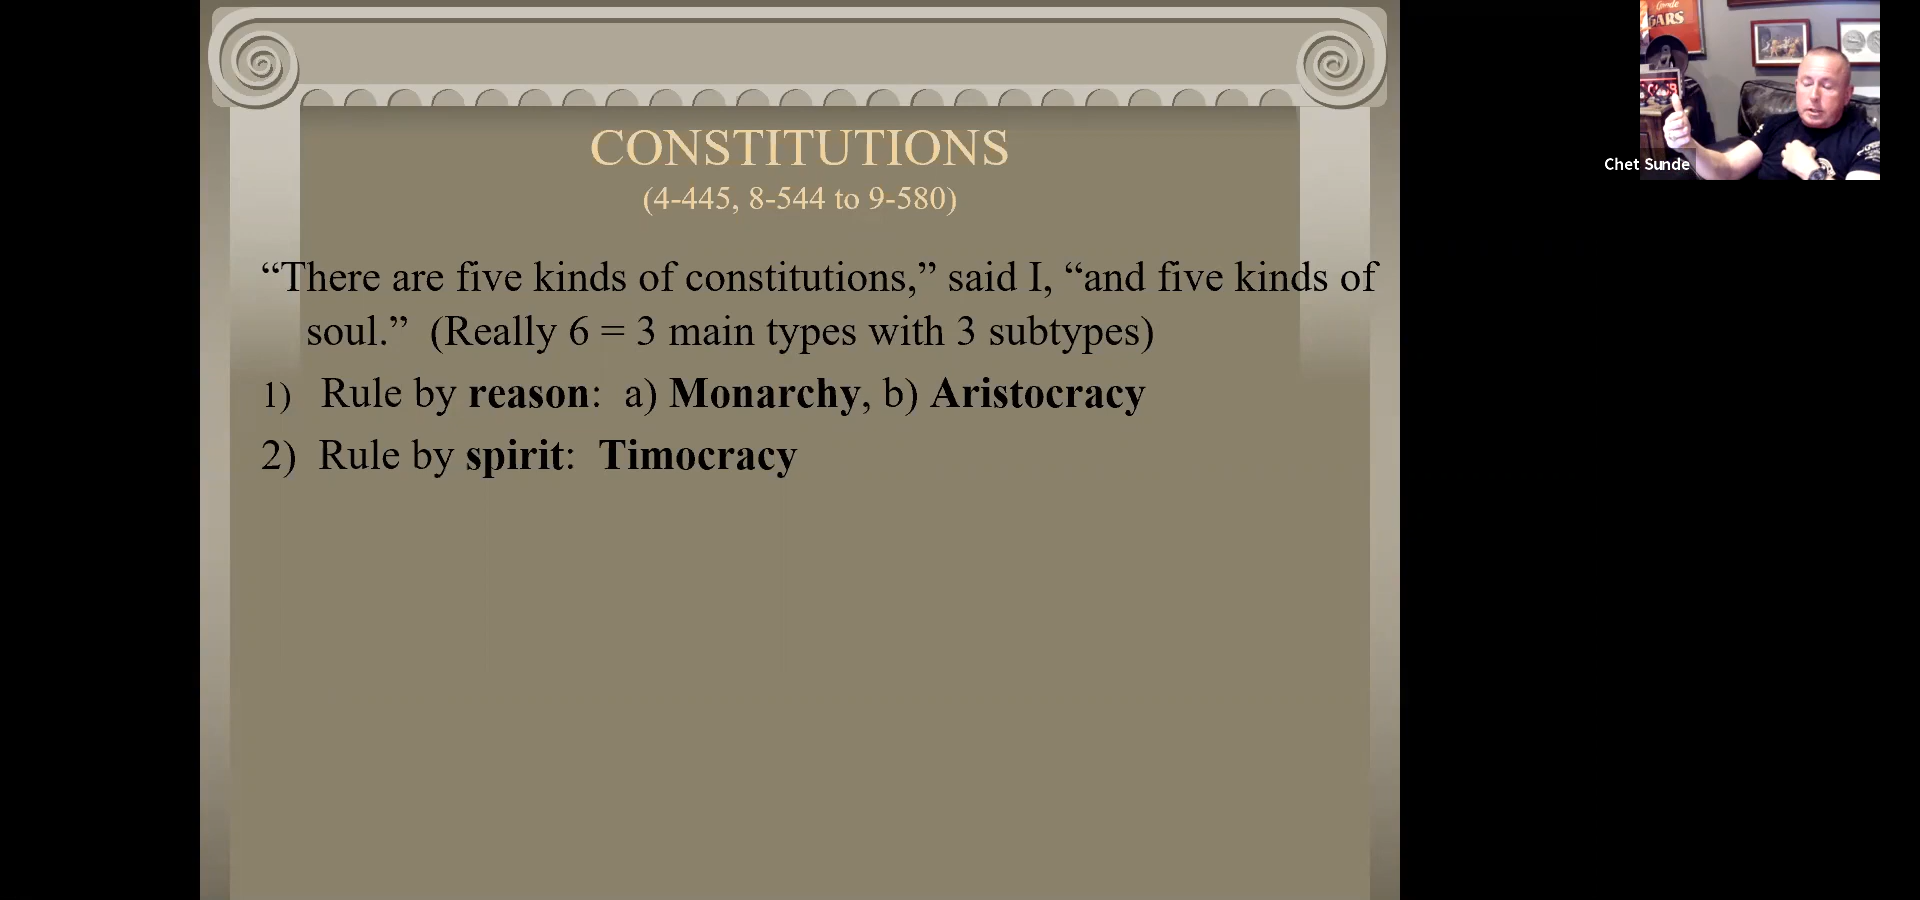 CONSTITUTIONS
(4-445, 8-544 to 9-580)
“There are five kinds of constitutions,” said I, “and five kinds of
soul.” (Really 6 = 3 main types with 3 subtypes)
1) Rule by reason: a) Monarchy, b) Aristocracy
2) Rule by spirit: Timocracy
Chet Sunde